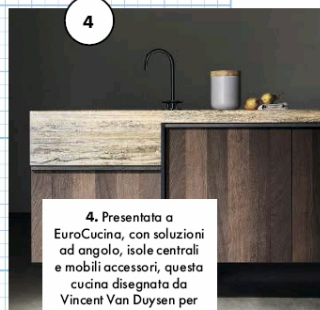 4
4. Presentata a
EuroCucina, con soluzioni
ad angolo, isole centrali
e mobili accessori, questa
cucina disegnata da
Vincent Van Duysen per